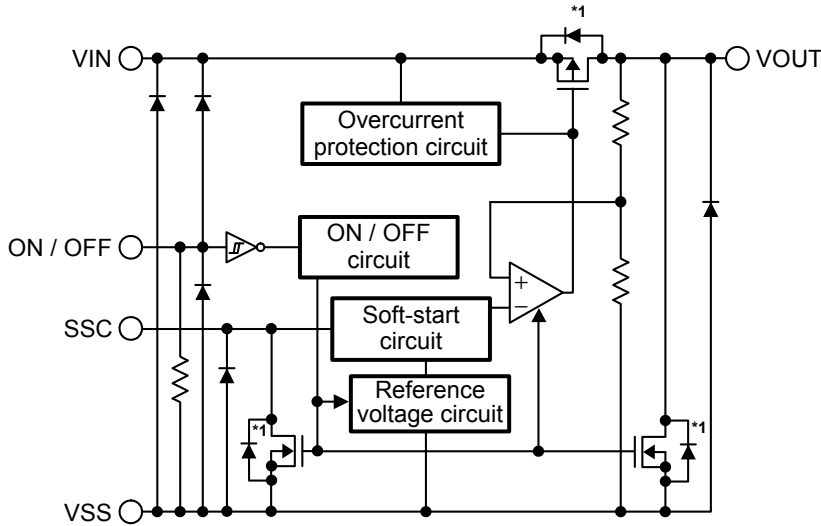 *1
VIN
VOUT
Overcurrent
protection circuit
ON / OFF
ON / OFF
circuit
+
−
SSC
Soft-start
circuit
Reference
voltage circuit
*1
*1
VSS